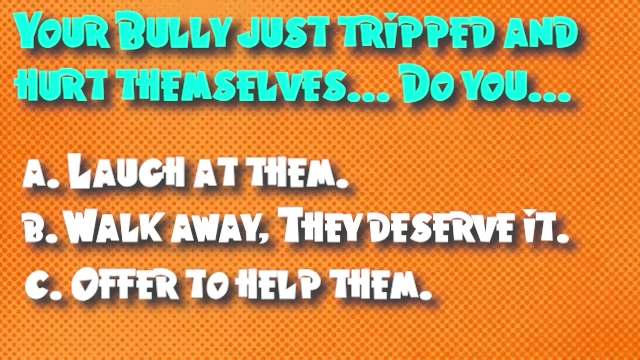 Your Bully just tripped and
hurt themselves... Do you...
A. Laugh at them.
B. Walk away, They deserve it.
C. Offer to help them.